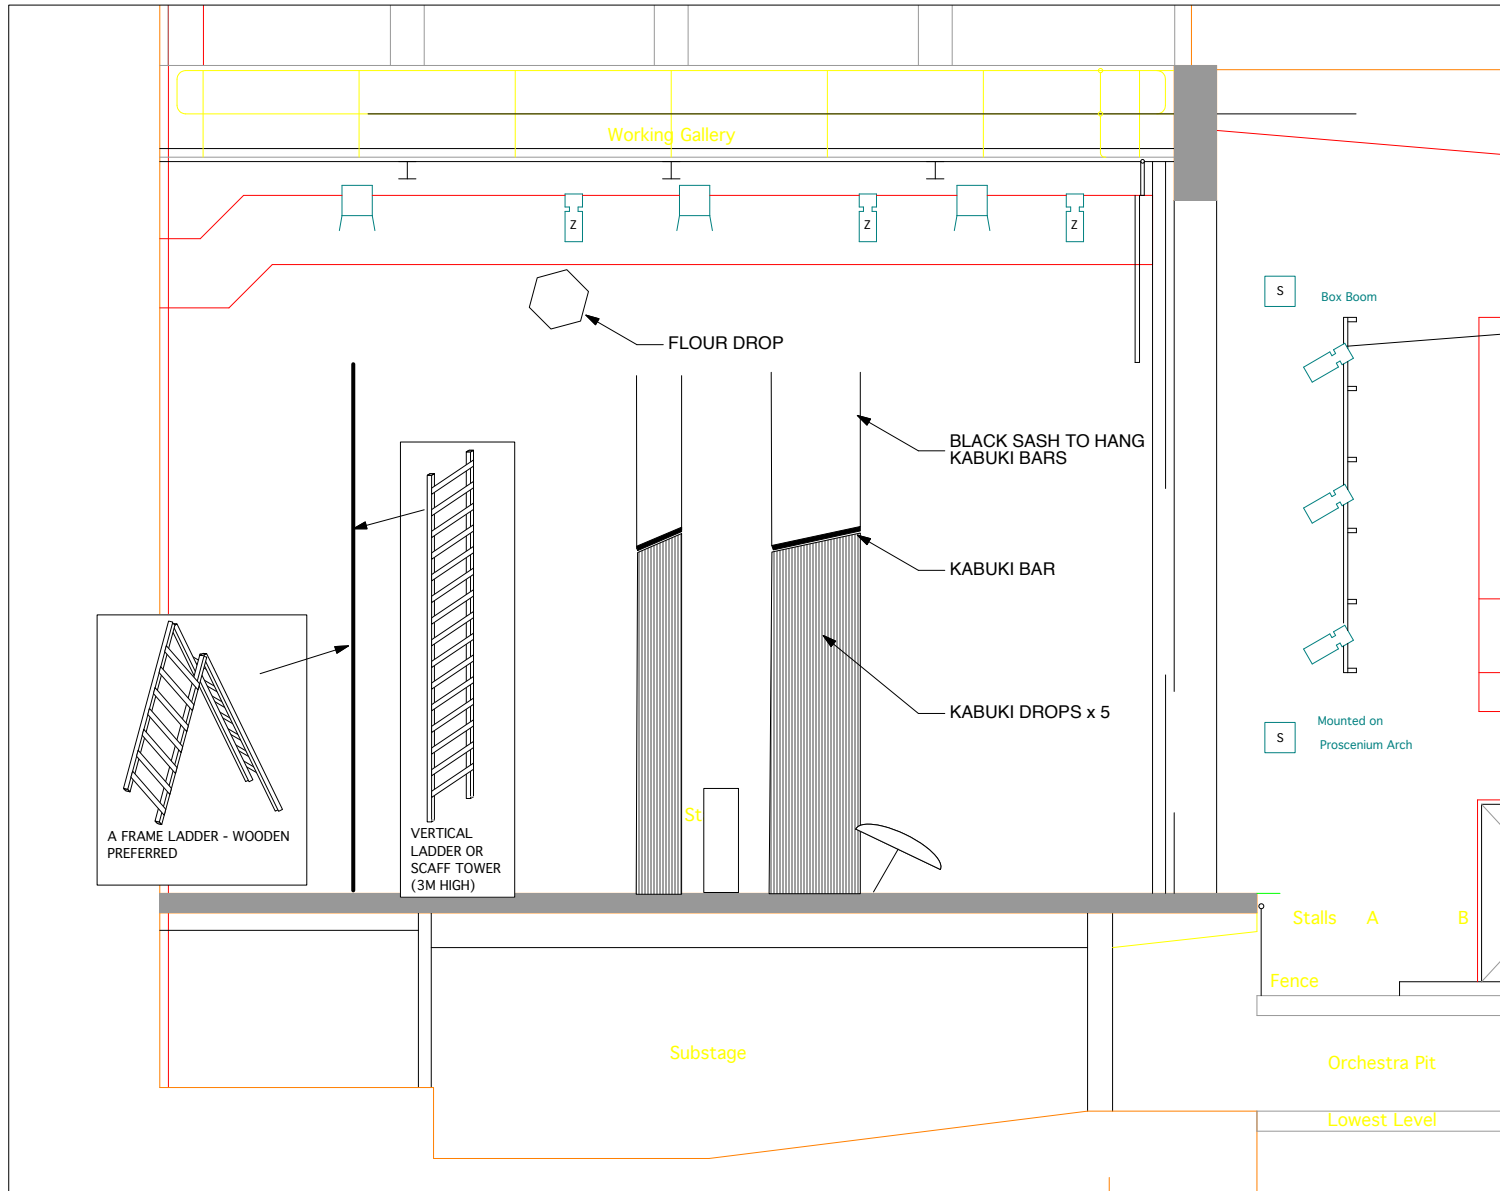 Working Gallery
Z
Z
Z
S
Box Boom
FLOUR DROP
BLACK SASH TO HANG
KABUKI BARS
KABUKI BAR
KABUKI DROPS x 5
S
Mounted on
Proscenium Arch
St
A FRAME LADDER - WOODEN
PREFERRED
VERTICAL
LADDER OR
SCAFF TOWER
(3M HIGH)
Stalls A B
Fence
Substage
Orchestra Pit
Lowest Level